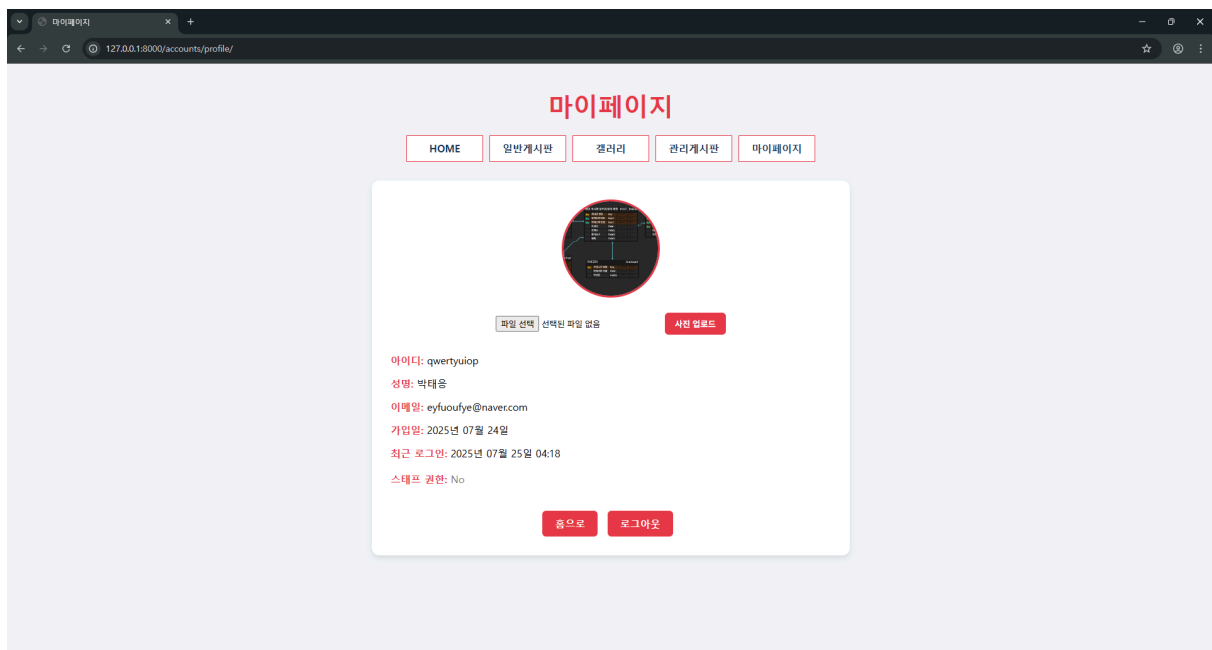 마이페이지
127.0.0.1:8000/accounts/profile/
마이페이지
HOME 일반게시판 갤러리 관리게시판 마이페이지
파일 선택 선택된 파일 없음 사진 업로드
아이디: qwertyuiop
성명: 박태응
이메일: eyfuoufye@naver.com
가입일: 2025년 07월 24일
최근 로그인: 2025년 07월 25일 04:18
스태프 권한: No
홈으로 로그아웃